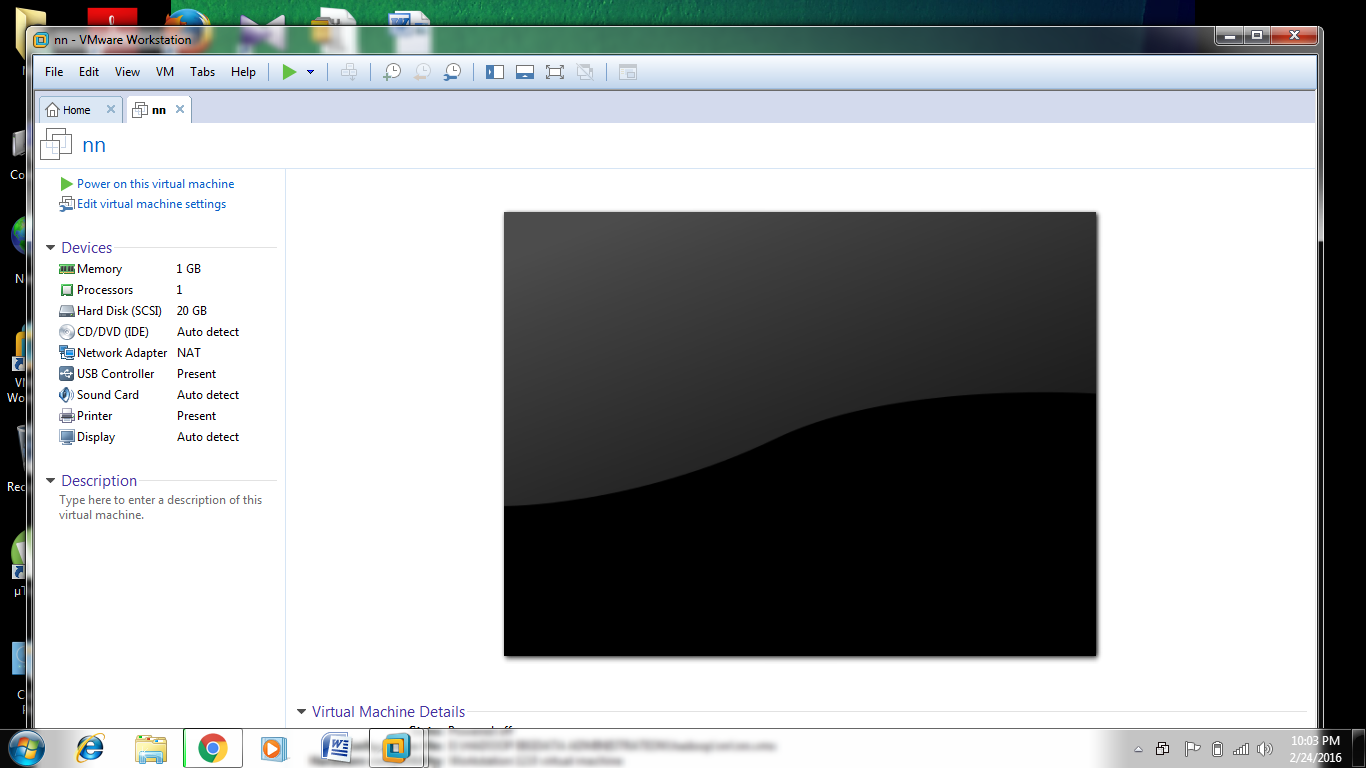 nn - VMware Workstation
File Edit View VM Tabs Help
Home nn
nn
Power on this virtual machine
Edit virtual machine settings
Devices
Memory 1 GB
Processors 1
Hard Disk (SCSI) 20 GB
CD/DVD (IDE) Auto detect
Network Adapter NAT
USB Controller Present
Sound Card Auto detect
Printer Present
Display Auto detect
Description
Type here to enter a description of this
virtual machine.
Virtual Machine Details
10:03 PM
2/24/2016